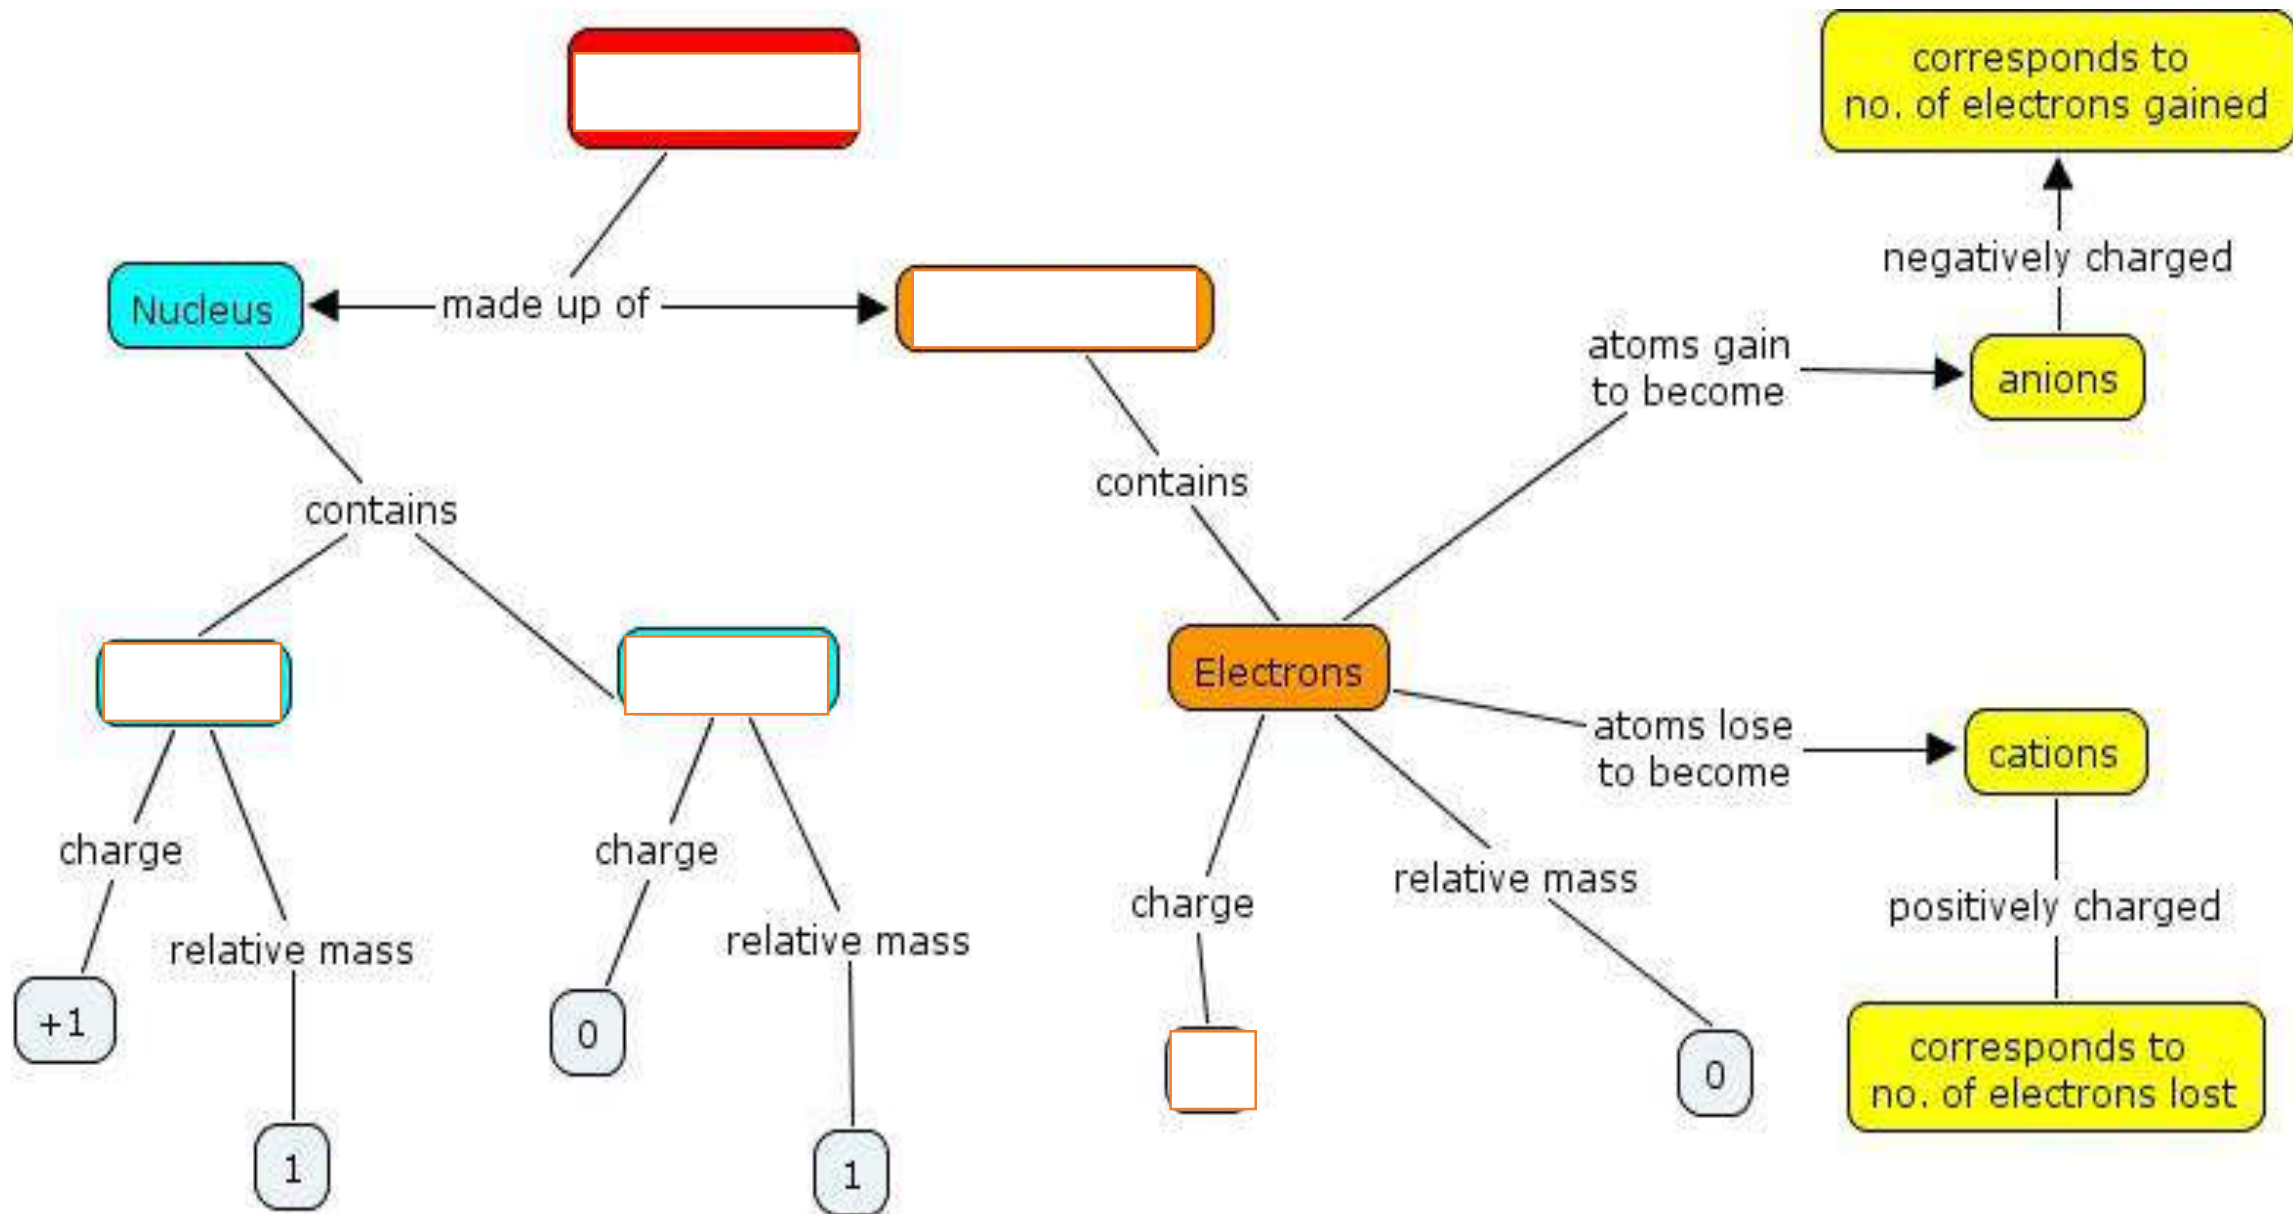 corresponds to
no. of electrons gained
negatively charged
Nucleus
made up of
atoms gain
to become
anions
contains
contains
Electrons
atoms lose
to become
cations
charge
relative mass
charge
relative mass
charge
relative mass
positively charged
+1
1
0
1
0
corresponds to
no. of electrons lost